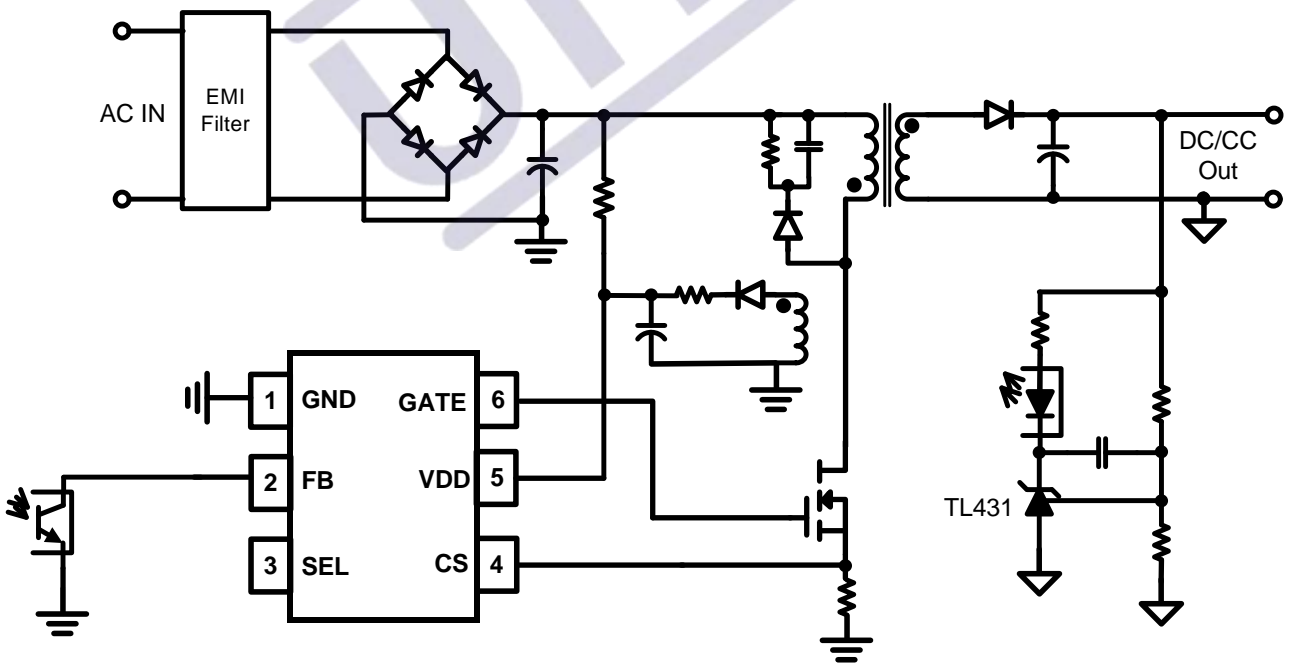 AC IN
EMI
Filter
DC/CC
Out
1 GND
GATE 6
2 FB
VDD 5
3 SEL
CS 4
TL431